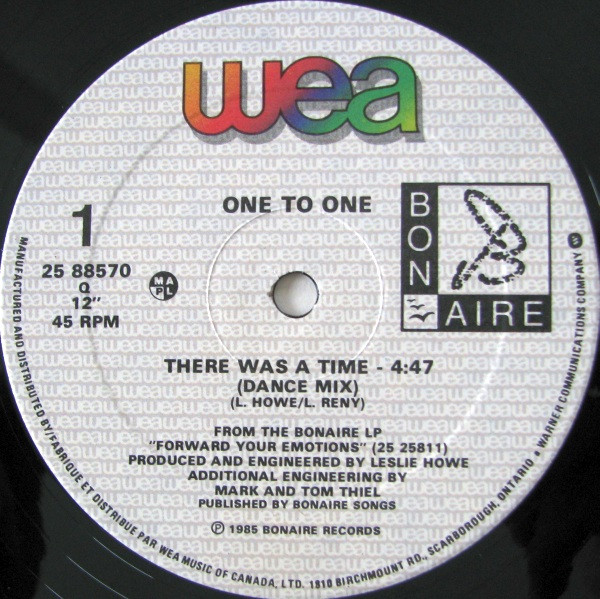 wea
ONE TO ONE
1
25 88570
Q
12"
45 RPM
MAPL
BON
AIRE
THERE WAS A TIME - 4:47
(DANCE MIX)
(L. HOWE/L. RENY)
FROM THE BONAIRE LP
"FORWARD YOUR EMOTIONS" (25 25811)
PRODUCED AND ENGINEERED BY LESLIE HOWE
ADDITIONAL ENGINEERING BY
MARK AND TOM THIEL
PUBLISHED BY BONAIRE SONGS
Ⓟ 1985 BONAIRE RECORDS
MANUFACTURED AND DISTRIBUTED BY/FABRIQUE ET DISTRIBUE PAR WEA MUSIC OF CANADA, LTD. 1810 BIRCHMOUNT RD., SCARBOROUGH, ONTARIO • WARNER COMMUNICATIONS COMPANY